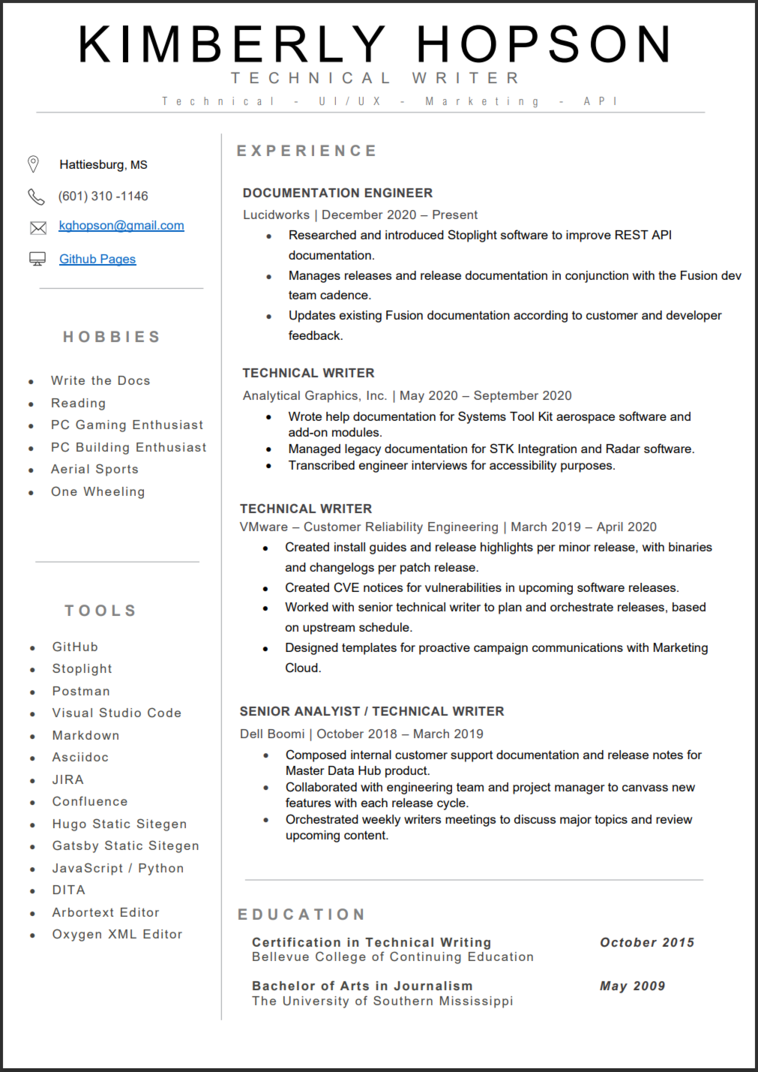 KIMBERLY HOPSON
TECHNICAL WRITER
Technical - UI/UX - Marketing - API
Hattiesburg, MS
(601) 310 -1146
kghopson@gmail.com
Github Pages
HOBBIES
• Write the Docs
• Reading
• PC Gaming Enthusiast
• PC Building Enthusiast
• Aerial Sports
• One Wheeling
TOOLS
• GitHub
• Stoplight
• Postman
• Visual Studio Code
• Markdown
• Asciidoc
• JIRA
• Confluence
• Hugo Static Sitegen
• Gatsby Static Sitegen
• JavaScript / Python
• DITA
• Arbortext Editor
• Oxygen XML Editor
EXPERIENCE
DOCUMENTATION ENGINEER
Lucidworks | December 2020 – Present
• Researched and introduced Stoplight software to improve REST API
documentation.
• Manages releases and release documentation in conjunction with the Fusion dev
team cadence.
• Updates existing Fusion documentation according to customer and developer
feedback.
TECHNICAL WRITER
Analytical Graphics, Inc. | May 2020 – September 2020
• Wrote help documentation for Systems Tool Kit aerospace software and
add-on modules.
• Managed legacy documentation for STK Integration and Radar software.
• Transcribed engineer interviews for accessibility purposes.
TECHNICAL WRITER
VMware – Customer Reliability Engineering | March 2019 – April 2020
• Created install guides and release highlights per minor release, with binaries
and changelogs per patch release.
• Created CVE notices for vulnerabilities in upcoming software releases.
• Worked with senior technical writer to plan and orchestrate releases, based
on upstream schedule.
• Designed templates for proactive campaign communications with Marketing
Cloud.
SENIOR ANALYIST / TECHNICAL WRITER
Dell Boomi | October 2018 – March 2019
• Composed internal customer support documentation and release notes for
Master Data Hub product.
• Collaborated with engineering team and project manager to canvass new
features with each release cycle.
• Orchestrated weekly writers meetings to discuss major topics and review
upcoming content.
EDUCATION
Certification in Technical Writing October 2015
Bellevue College of Continuing Education
Bachelor of Arts in Journalism May 2009
The University of Southern Mississippi